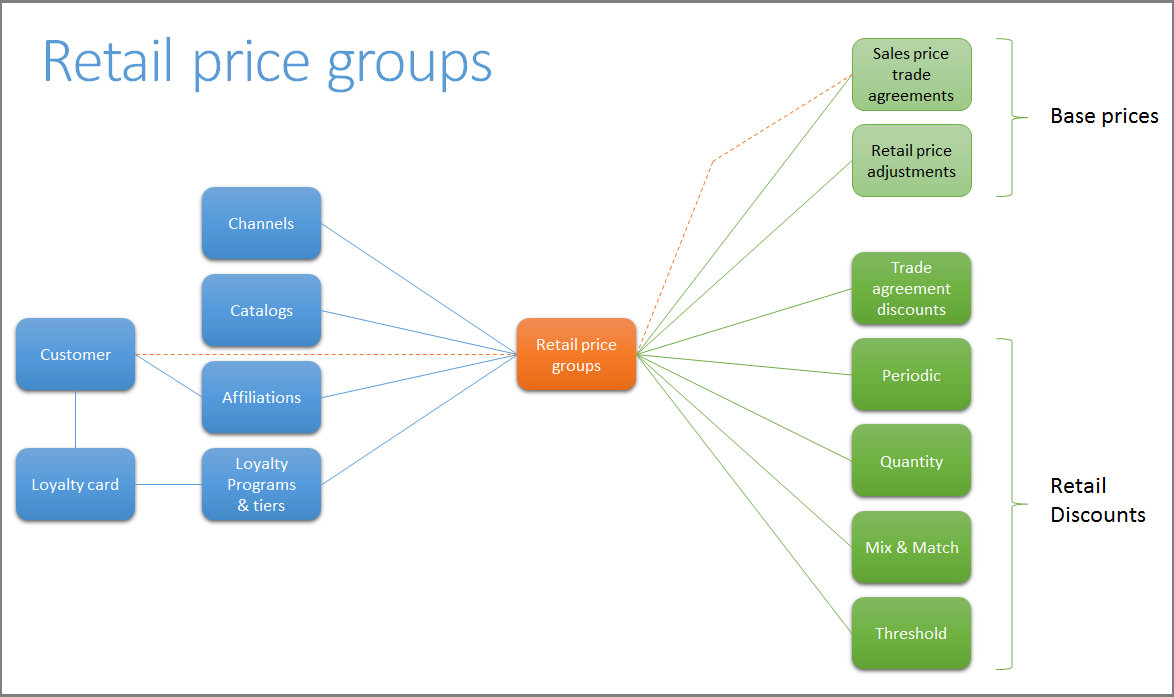 Retail price groups
Sales price
trade
agreements
Base prices
Retail price
adjustments
Channels
Catalogs
Customer
Affiliations
Loyalty card
Loyalty
Programs
& tiers
Retail price
groups
Trade
agreement
discounts
Periodic
Quantity
Mix & Match
Threshold
Retail
Discounts